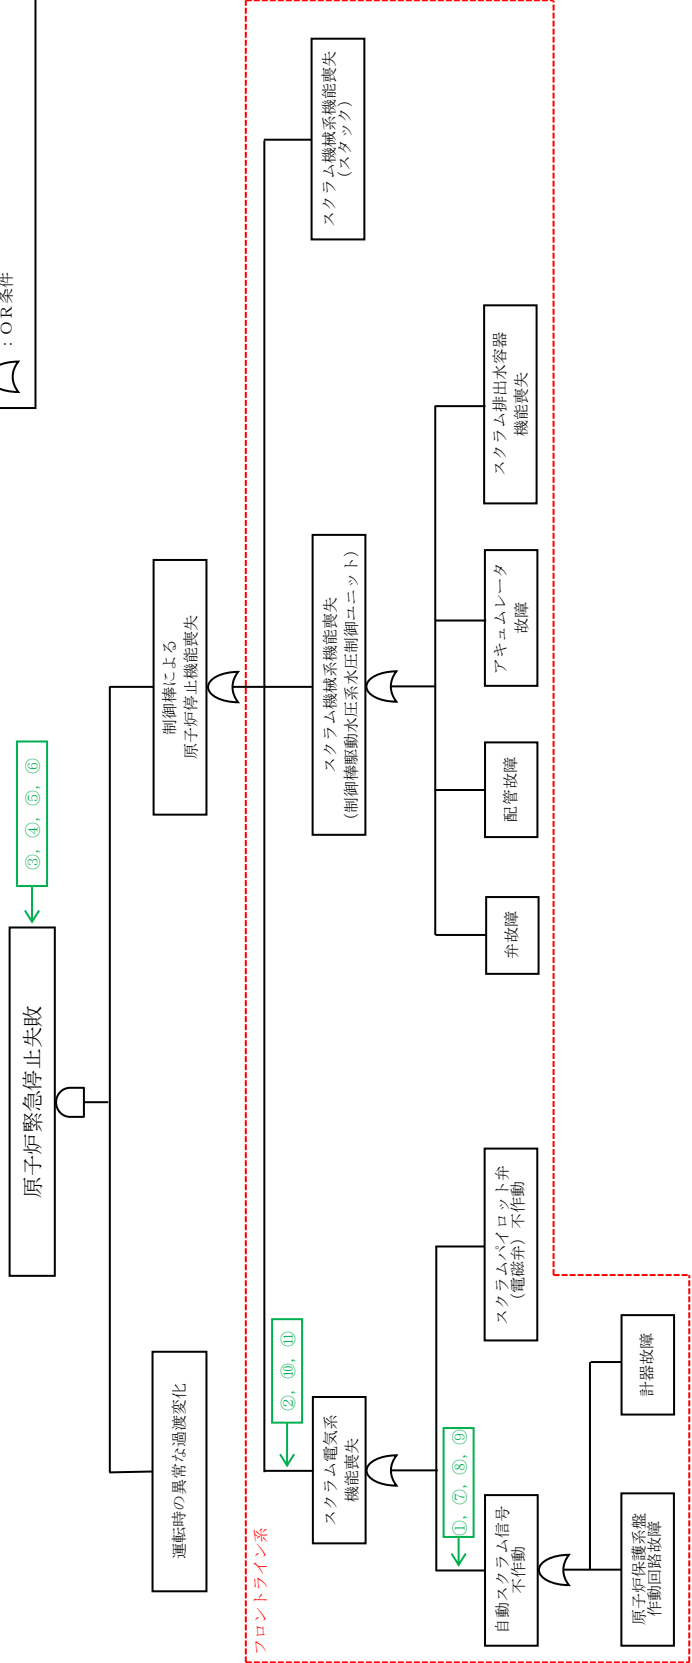 ：OR条件
原子炉緊急停止失敗
③，④，⑤，⑥
運転時の異常な過渡変化
制御棒による
原子炉停止機能喪失
フロントライン系
②，⑩，⑪
スクラム電気系
機能喪失
スクラム機械系機能喪失
(制御棒駆動水圧系水圧制御ユニット)
スクラム機械系機能喪失
(スタック)
①，⑦，⑧，⑨
自動スクラム信号
不作動
スクラムパイロット弁
(電磁弁) 不作動
弁故障
配管故障
アキュムレータ
故障
スクラム排出水容器
機能喪失
原子炉保護系盤
作動回路故障
計器故障